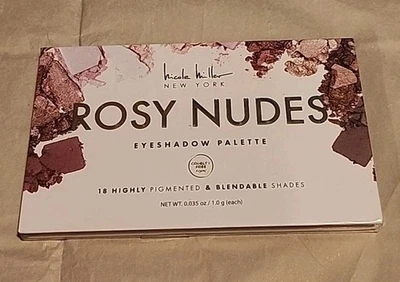 nicole miller
NEW YORK
ROSY NUDES
EYESHADOW PALETTE
CRUELTY
FREE
18 HIGHLY PIGMENTED & BLENDABLE SHADES
NET WT. 0.035 oz / 1.0 g (each)